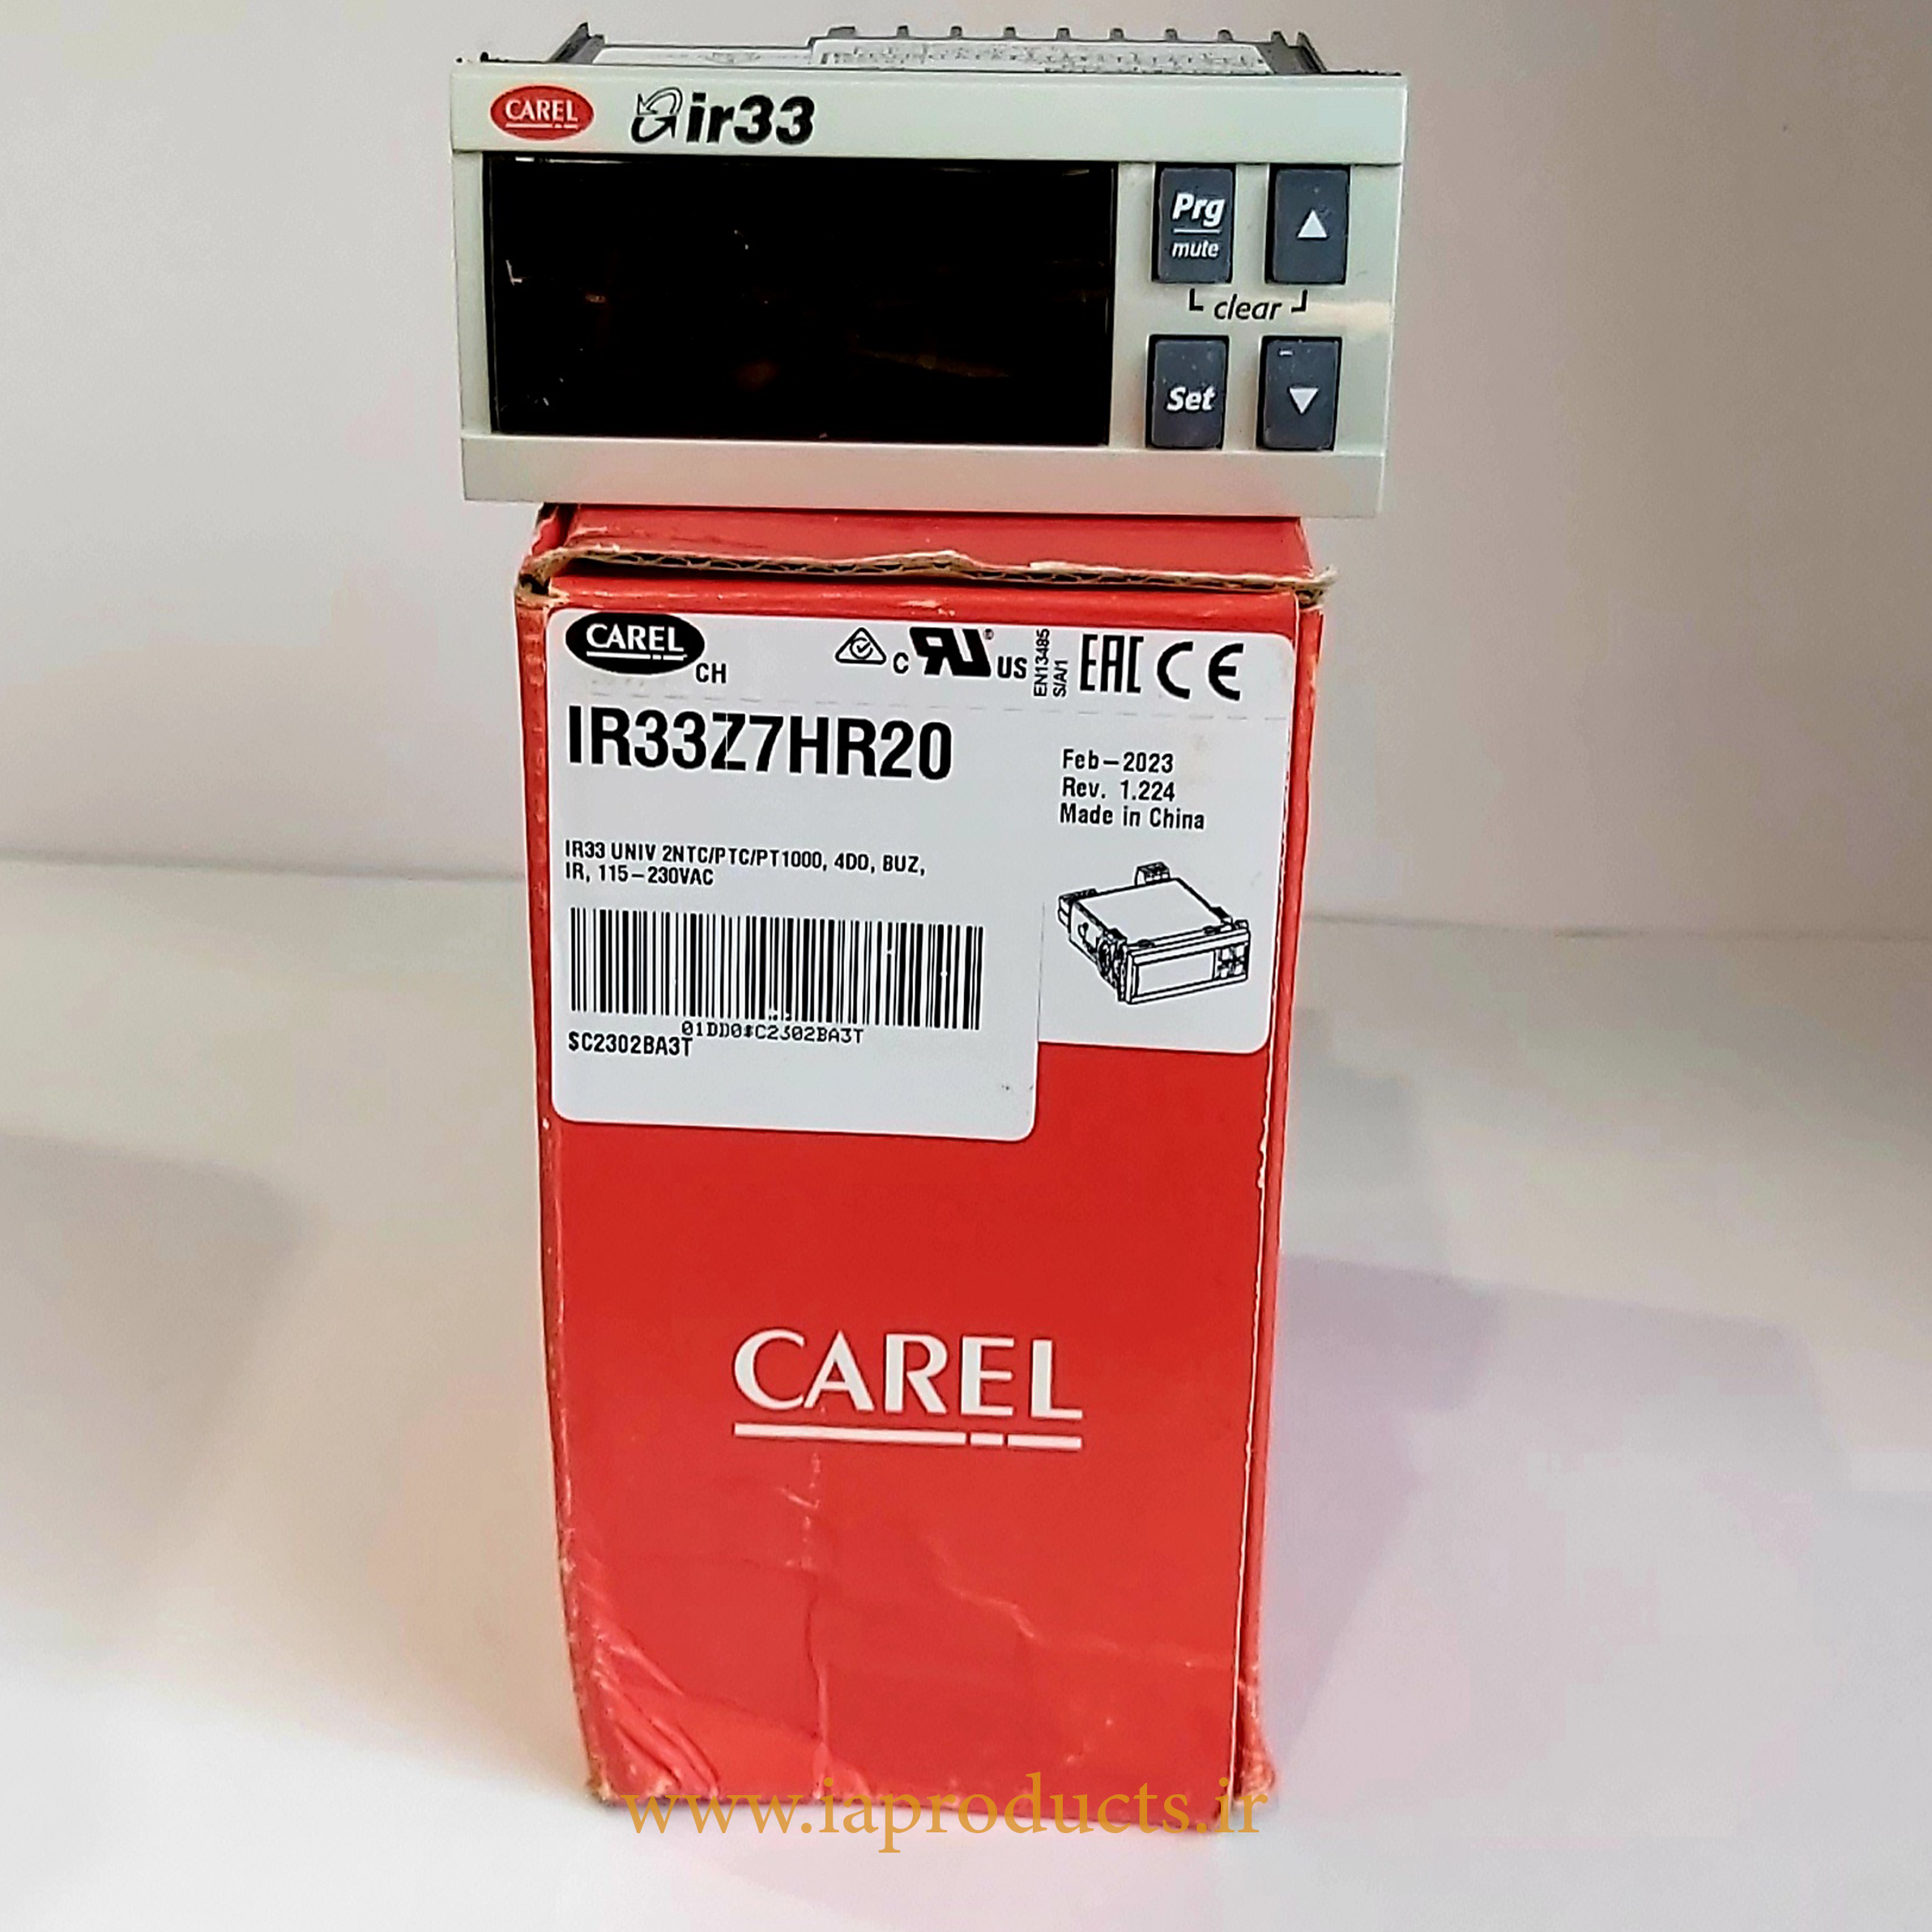 CAREL ir33
Prg
mute
clear
Set
CAREL
CH
C
US
EN13485
S/A/1
EAC CE
IR33Z7HR20
Feb-2023
Rev. 1.224
Made in China
IR33 UNIV 2NTC/PTC/PT1000, 4DO, BUZ,
IR, 115-230VAC
01DD0$C2302BA3T
$C2302BA3T
CAREL
www.iaproducts.ir